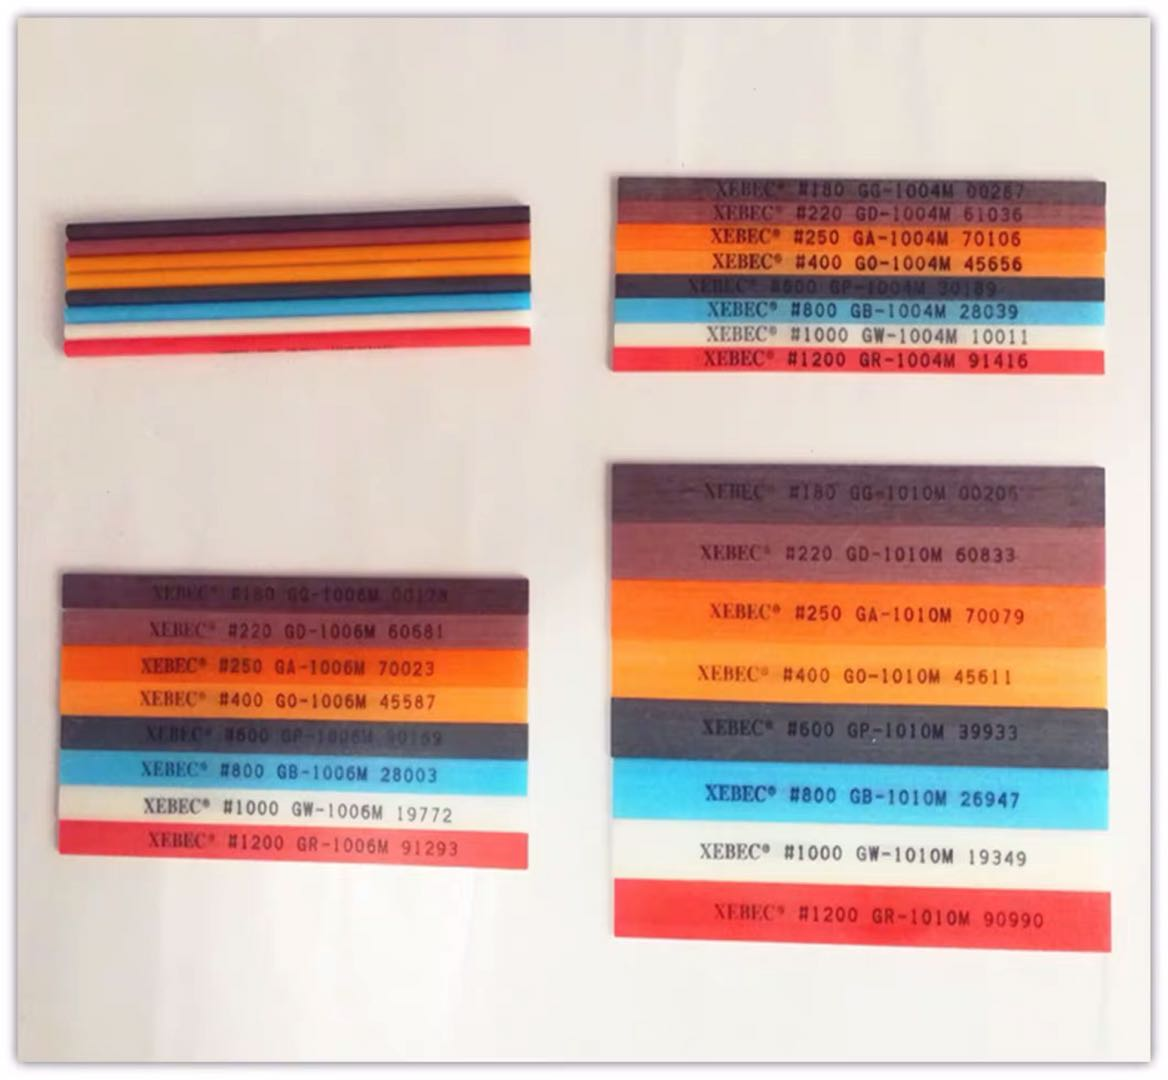 XEBEC® #180 GG-1004M 00267
XEBEC® #220 GD-1004M 61036
XEBEC® #250 GA-1004M 70106
XEBEC® #400 GO-1004M 45656
XEBEC® #600 GP-1004M 30189
XEBEC® #800 GB-1004M 28039
XEBEC® #1000 GW-1004M 10011
XEBEC® #1200 GR-1004M 91416
XEBEC® #180 GG-1006M
XEBEC® #220 GD-1006M 60681
XEBEC® #250 GA-1006M 70023
XEBEC® #400 GO-1006M 45587
XEBEC® #600 GP-1006M
XEBEC® #800 GB-1006M 28003
XEBEC® #1000 GW-1006M 19772
XEBEC® #1200 GR-1006M 91293
XEBEC® #180 GG-1010M 00205
XEBEC® #220 GD-1010M 60833
XEBEC® #250 GA-1010M 70079
XEBEC® #400 GO-1010M 45611
XEBEC® #600 GP-1010M 39933
XEBEC® #800 GB-1010M 26947
XEBEC® #1000 GW-1010M 19349
XEBEC® #1200 GR-1010M 90990